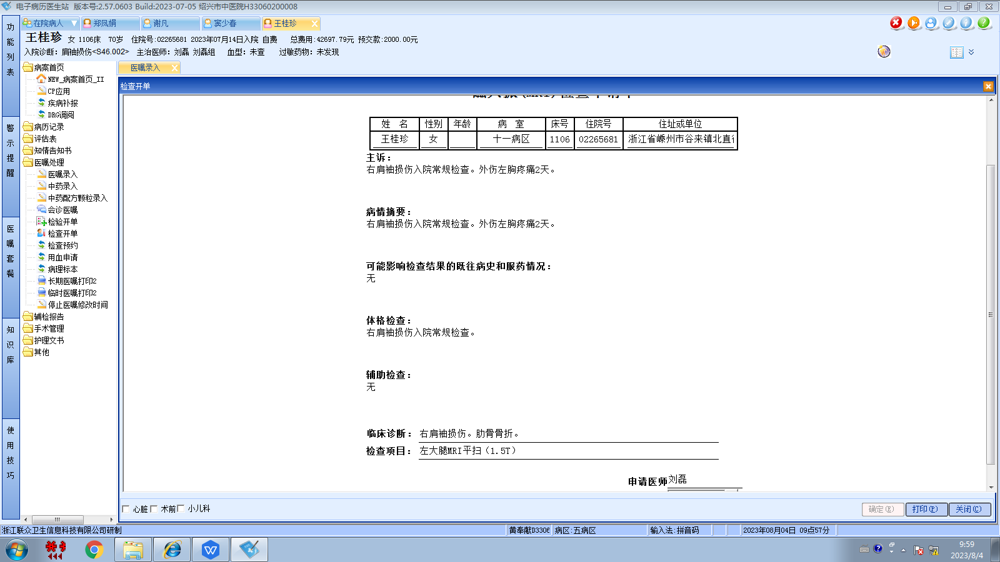 电子病历医生站 版本号:2.57.0603 Build:2023-07-05 绍兴市中医院H33060200008
在院病人
郑凤娟
谢凡
窦少春
王桂珍
王桂珍 女 1106床 70岁 住院号:02265681 2023年07月14日入院 自费 总费用:42697.79元 预交款:2000.00元
入院诊断: 肩袖损伤<S46.002> 主治医师: 刘磊 刘磊组 血型: 未查 过敏药物: 未发现
功能列表
警示提醒
医嘱套餐
知识库
使用技巧
病案首页
NEW_病案首页_II
CP应用
疾病补报
DRG调阅
病历记录
评估表
知情告知书
医嘱处理
医嘱录入
中药录入
中药配方颗粒录入
会诊医嘱
检验开单
检查开单
检查预约
用血申请
病理标本
长期医嘱打印2
临时医嘱打印2
停止医嘱修改时间
辅检报告
手术管理
护理文书
其他
医嘱录入
检查开单
姓 名 性别 年龄 病 室 床号 住院号 住址或单位
王桂珍 女 十一病区 1106 02265681 浙江省嵊州市谷来镇北直
主诉:
右肩袖损伤入院常规检查。外伤左胸疼痛2天。
病情摘要:
右肩袖损伤入院常规检查。外伤左胸疼痛2天。
可能影响检查结果的既往病史和服药情况:
无
体格检查:
右肩袖损伤入院常规检查。
辅助检查:
无
临床诊断: 右肩袖损伤。肋骨骨折。
检查项目: 左大腿MRI平扫（1.5T）
申请医师 刘磊
心脏 术前 小儿科
确定(E) 打印(P) 关闭(C)
浙江联众卫生信息科技有限公司研制
黄奉献D3306
病区:五病区
输入法:拼音码
2023年08月04日 09点57分
9:59
2023/8/4